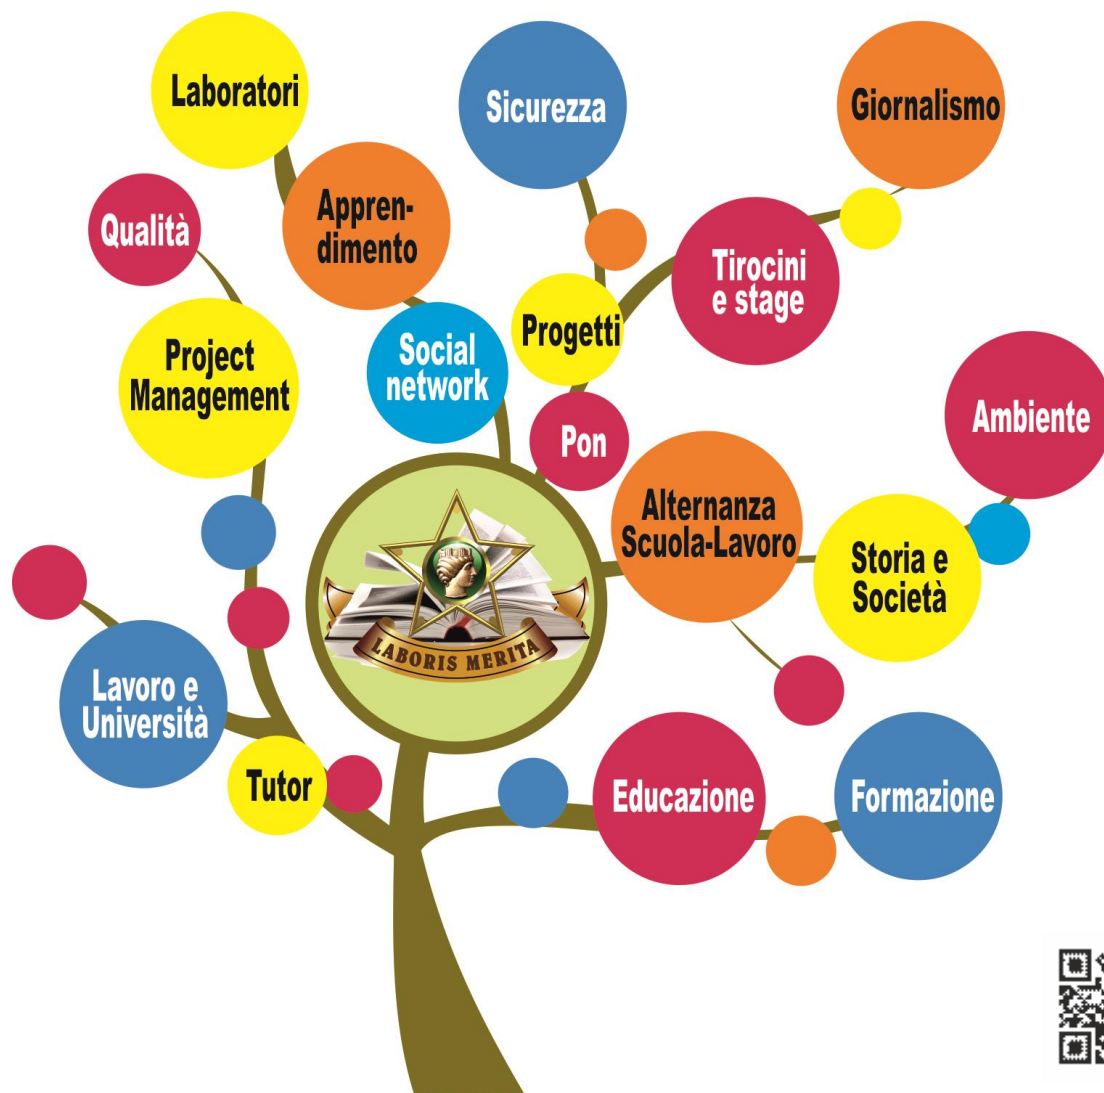 Laboratori
Sicurezza
Giornalismo
Appren-
dimento
Qualità
Tirocini
e stage
Progetti
Social
network
Project
Management
Pon
Ambiente
Alternanza
Scuola-Lavoro
Storia e
Società
LABORIS MERITA
Lavoro e
Università
Tutor
Educazione
Formazione